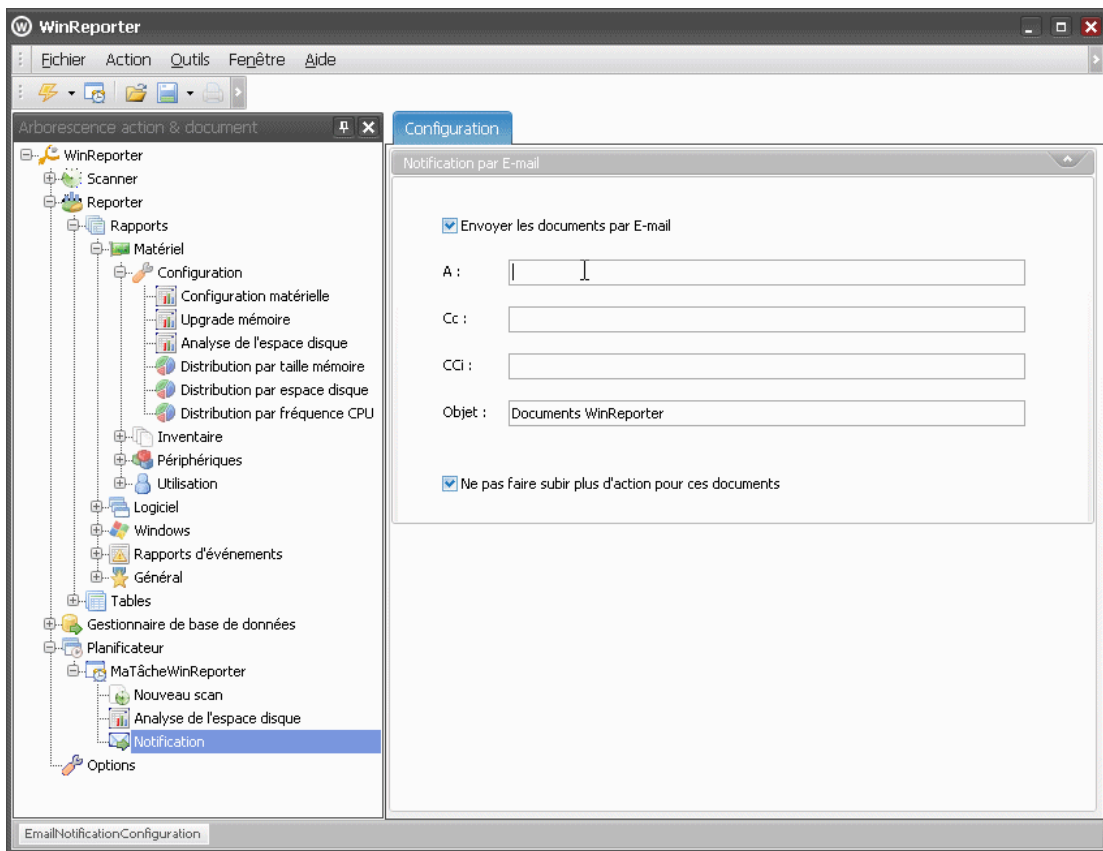 WinReporter
Fichier Action Outils Fenêtre Aide
Arborescence action & document
WinReporter
Scanner
Reporter
Rapports
Matériel
Configuration
Configuration matérielle
Upgrade mémoire
Analyse de l'espace disque
Distribution par taille mémoire
Distribution par espace disque
Distribution par fréquence CPU
Inventaire
Périphériques
Utilisation
Logiciel
Windows
Rapports d'événements
Général
Tables
Gestionnaire de base de données
Planificateur
MaTâcheWinReporter
Nouveau scan
Analyse de l'espace disque
Notification
Options
Configuration
Notification par E-mail
Envoyer les documents par E-mail
A :
Cc :
CCi :
Objet : Documents WinReporter
Ne pas faire subir plus d'action pour ces documents
EmailNotificationConfiguration